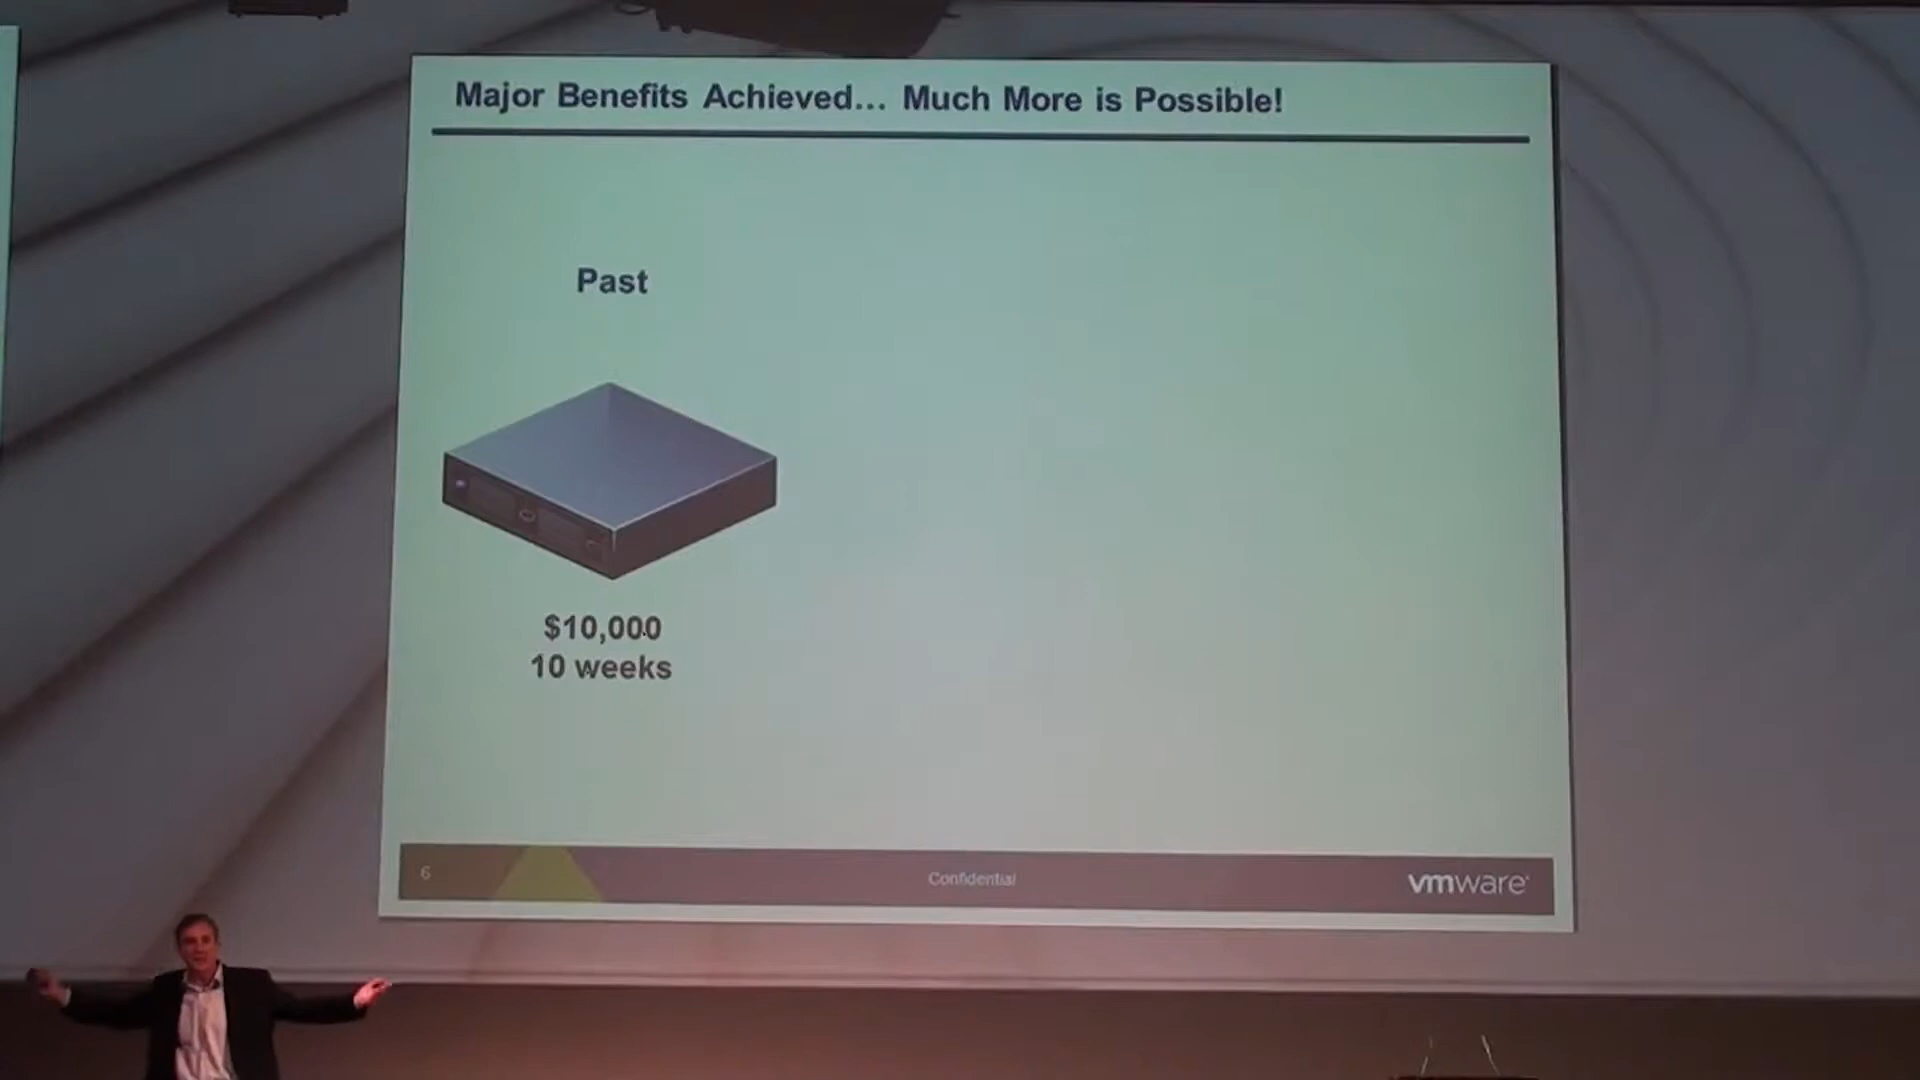 Major Benefits Achieved... Much More is Possible!
Past
$10,000
10 weeks
6
Confidential
vmware